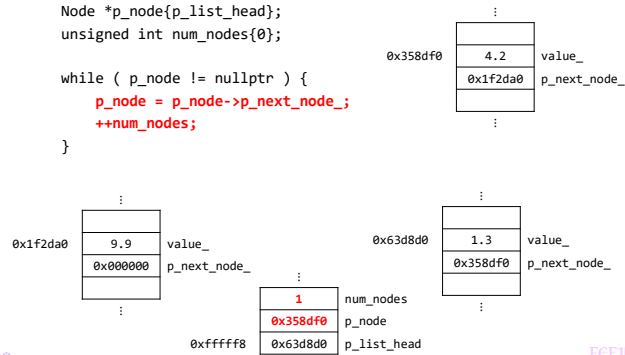 Node *p_node{p_list_head};
unsigned int num_nodes{0};
while ( p_node != nullptr ) {
p_node = p_node->p_next_node_;
++num_nodes;
}
⋮
0x358df0 4.2 value_
0x1f2da0 p_next_node_
⋮
⋮
0x1f2da0 9.9 value_
0x000000 p_next_node_
⋮
⋮
0x63d8d0 1.3 value_
0x358df0 p_next_node_
⋮
⋮
1 num_nodes
0x358df0 p_node
0xfffff8 0x63d8d0 p_list_head